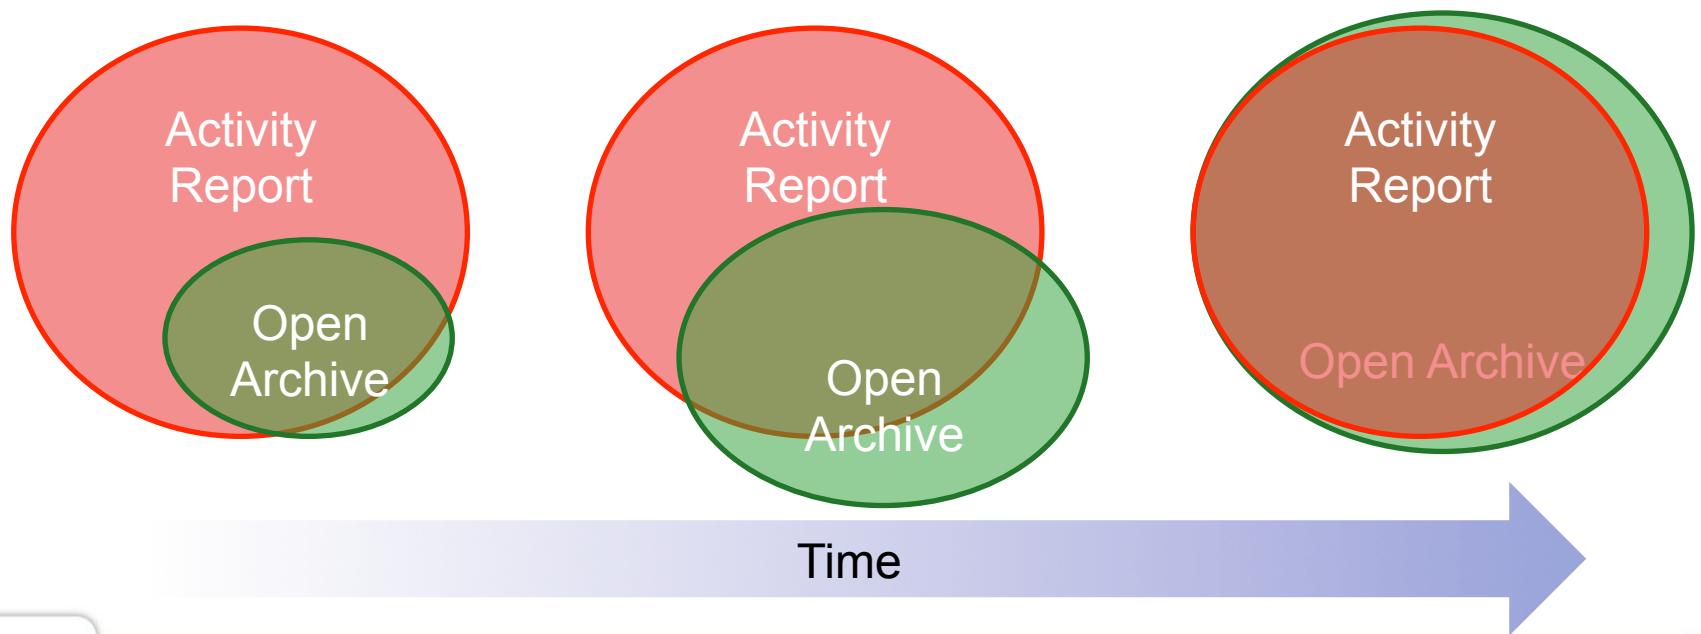 Activity
Report
Open
Archive
Activity
Report
Open
Archive
Activity
Report
Open Archive
Time